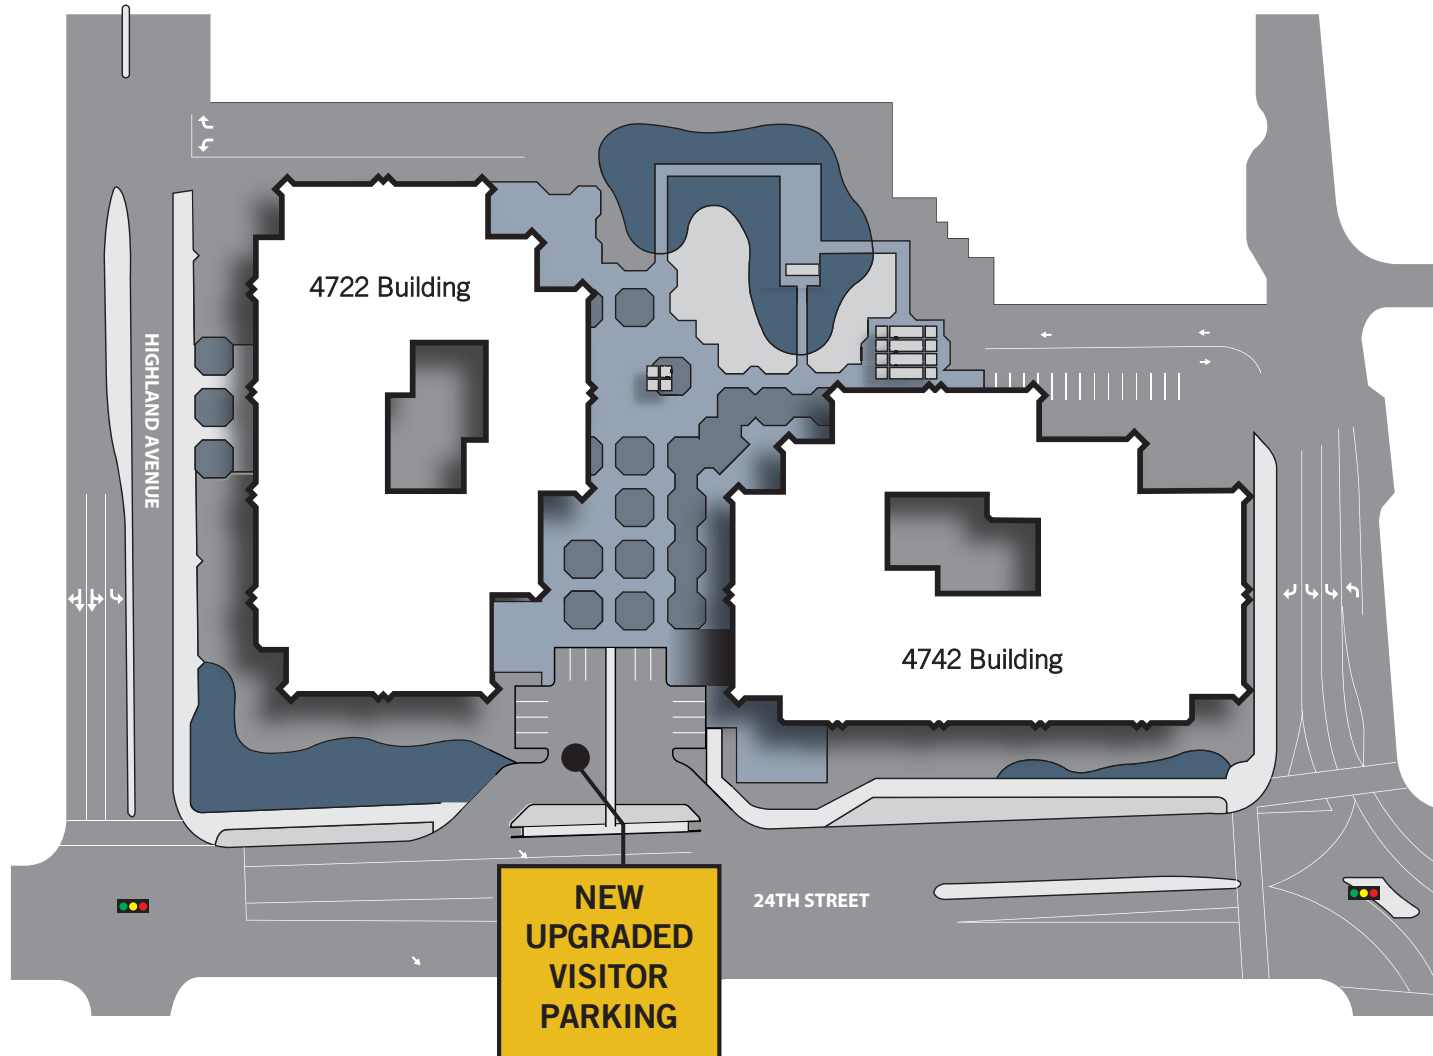 4722 Building
HIGHLAND AVENUE
4742 Building
24TH STREET
NEW
UPGRADED
VISITOR
PARKING